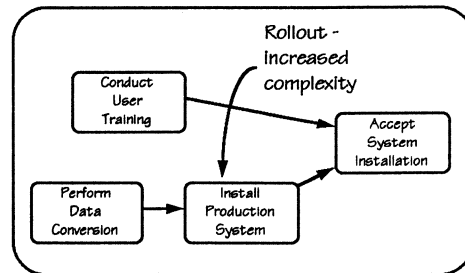 Rollout -
increased
complexity
Conduct
User
Training
Accept
System
Installation
Perform
Data
Conversion
Install
Production
System